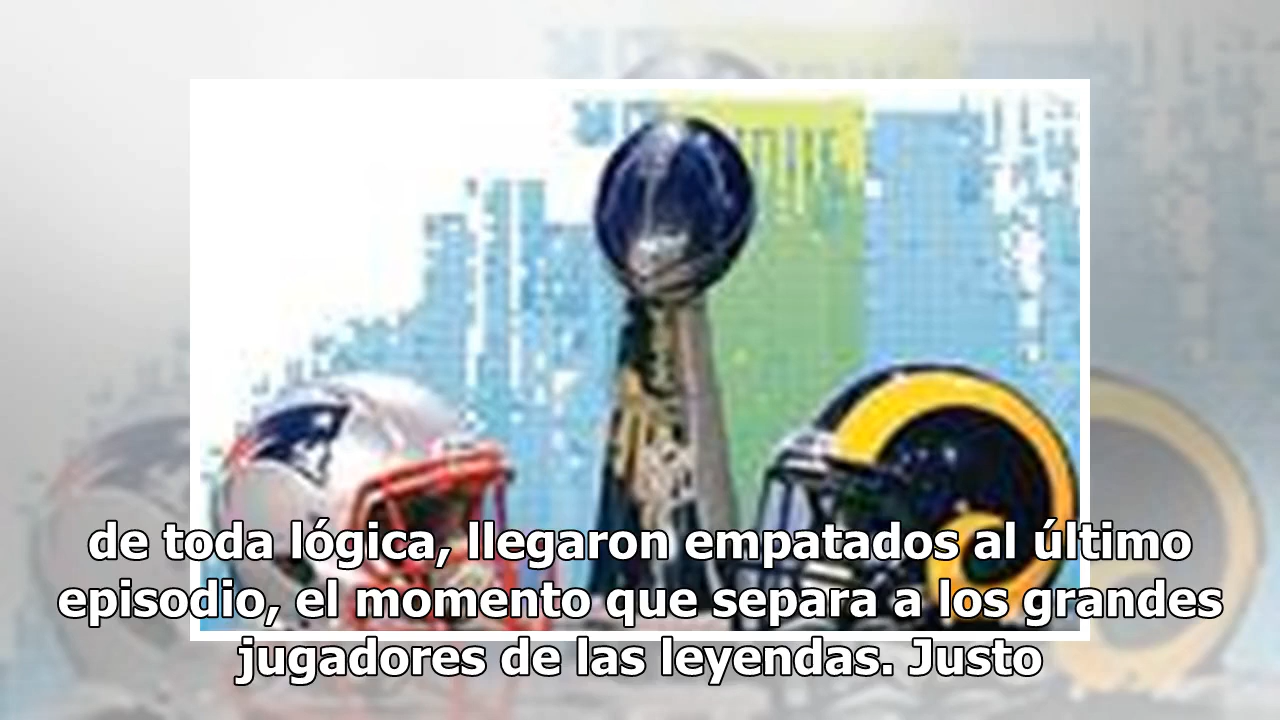 de toda lógica, llegaron empatados al último
episodio, el momento que separa a los grandes
jugadores de las leyendas. Justo